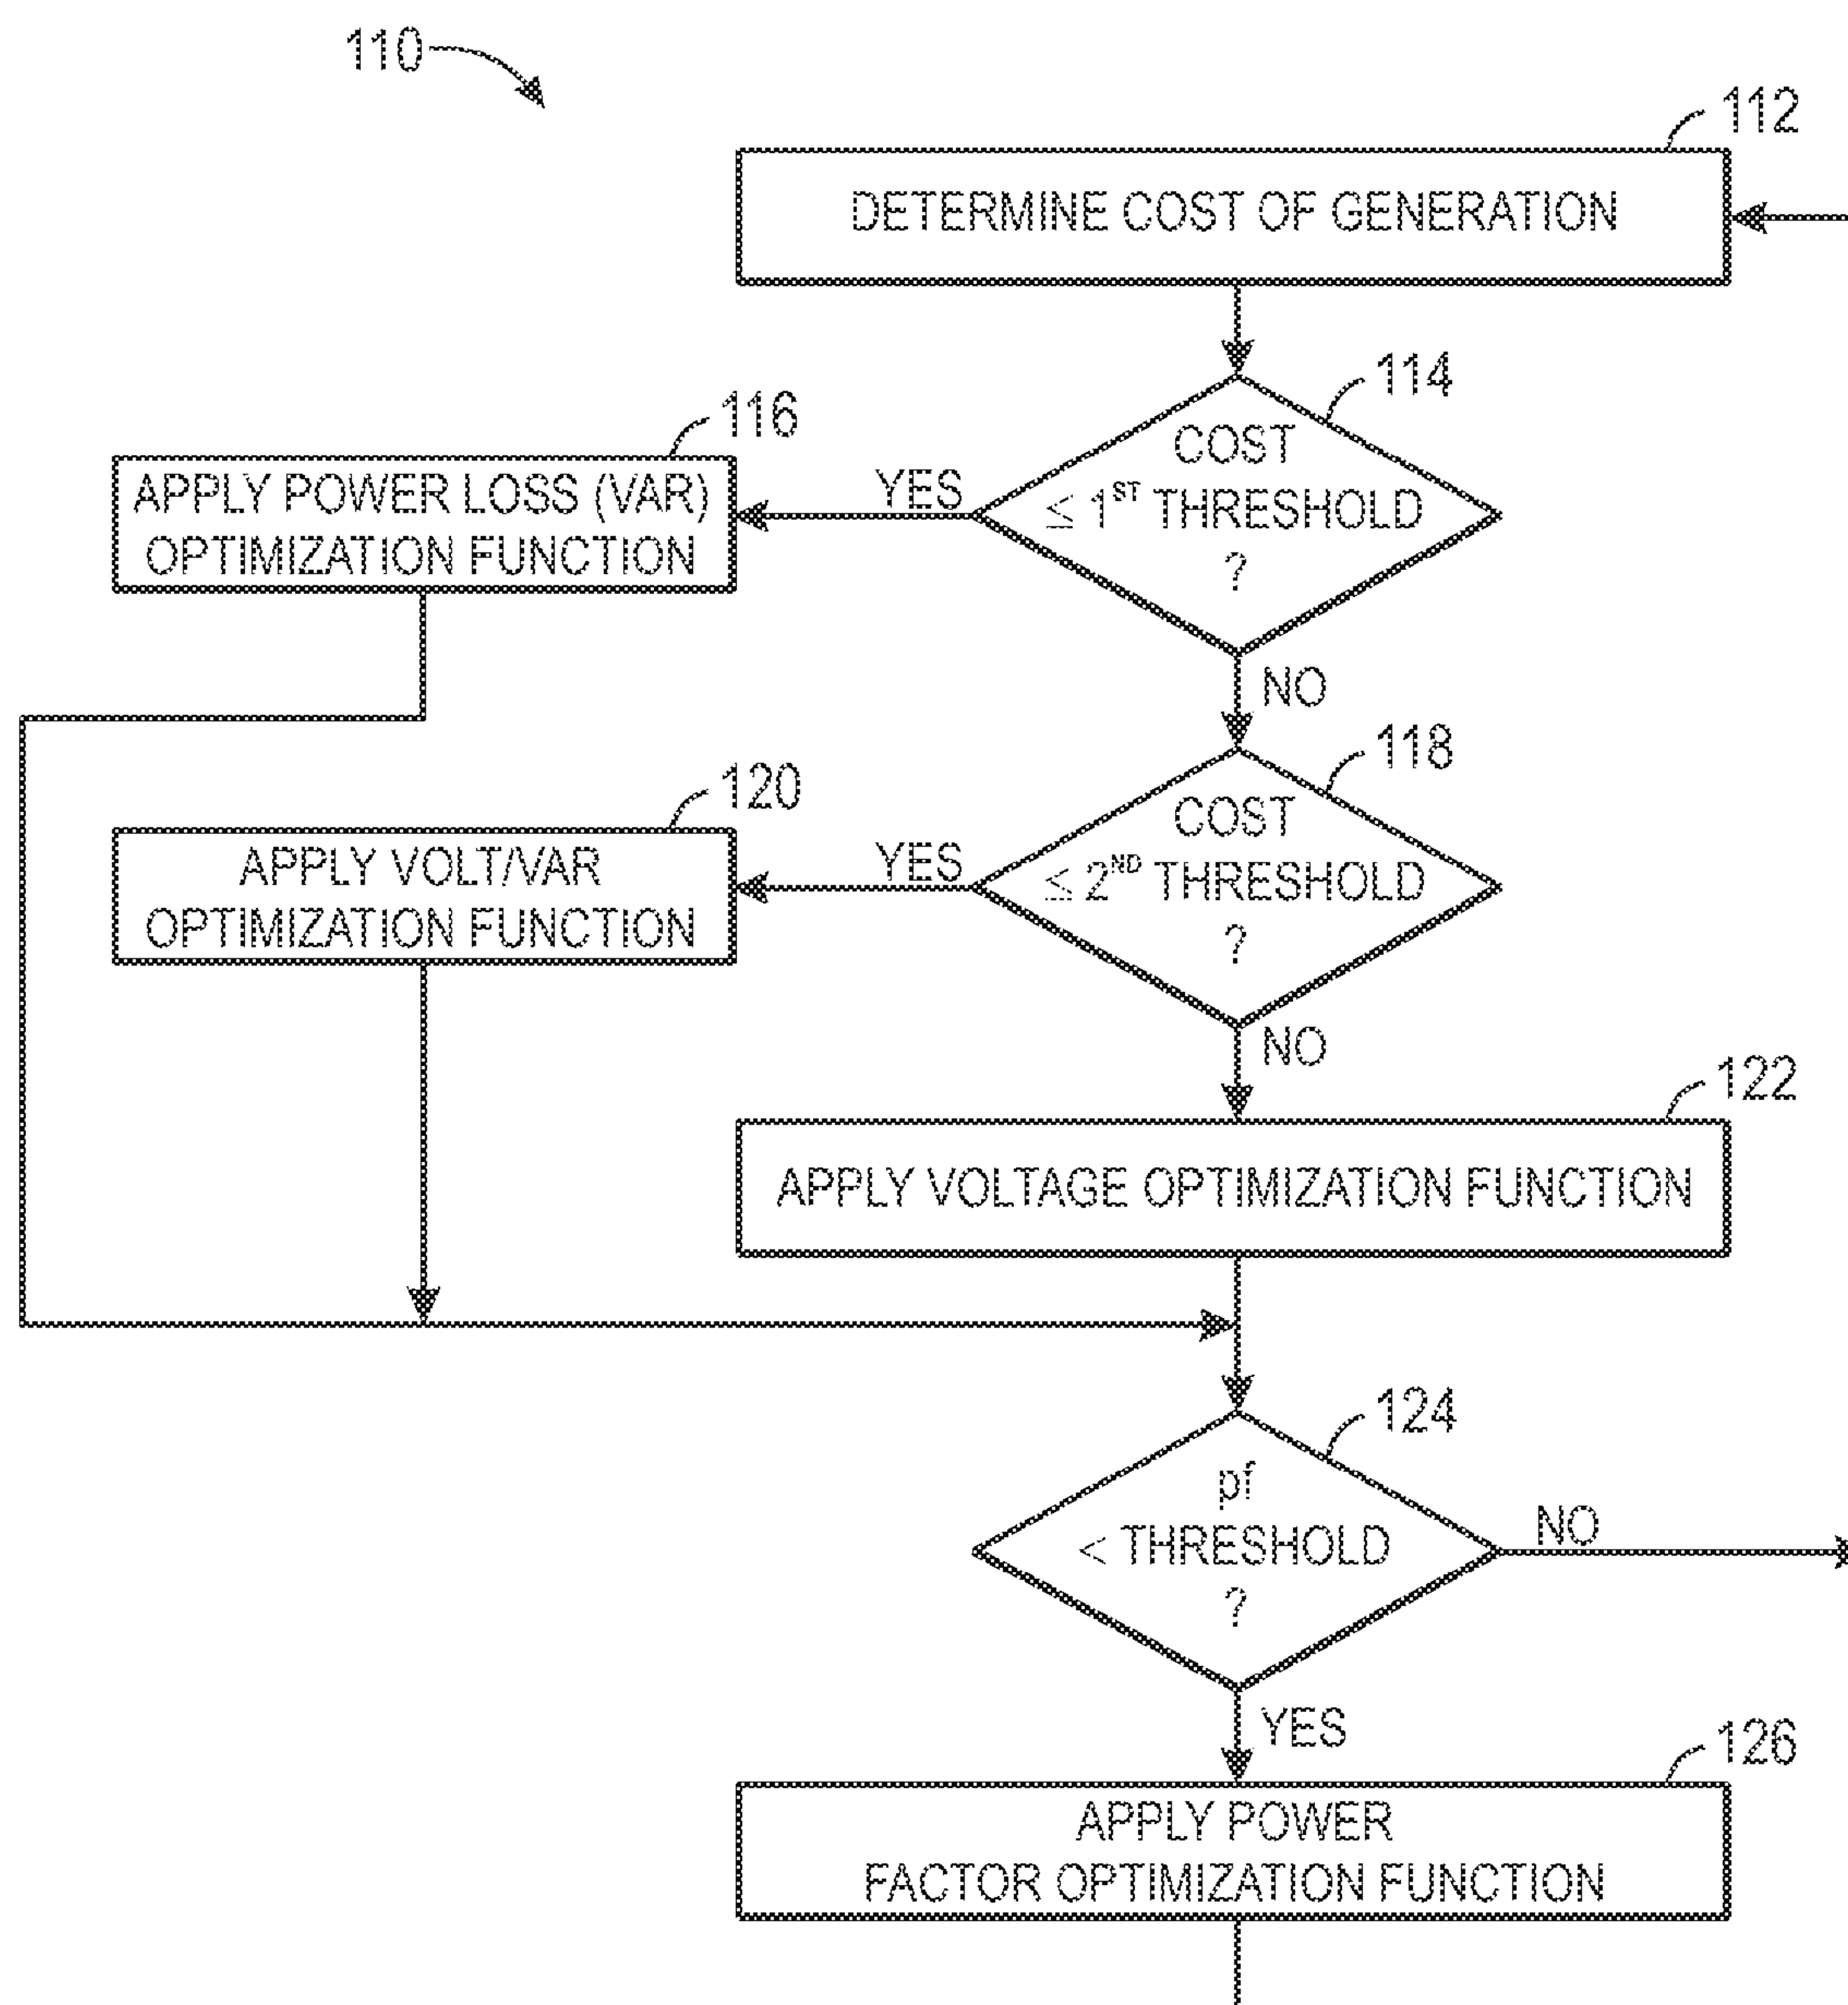 110
112
DETERMINE COST OF GENERATION
114
COST
≤ 1ST THRESHOLD
?
YES
116
APPLY POWER LOSS (VAR)
OPTIMIZATION FUNCTION
NO
118
COST
≤ 2ND THRESHOLD
?
YES
120
APPLY VOLT/VAR
OPTIMIZATION FUNCTION
NO
122
APPLY VOLTAGE OPTIMIZATION FUNCTION
124
pf
< THRESHOLD
?
NO
YES
126
APPLY POWER
FACTOR OPTIMIZATION FUNCTION